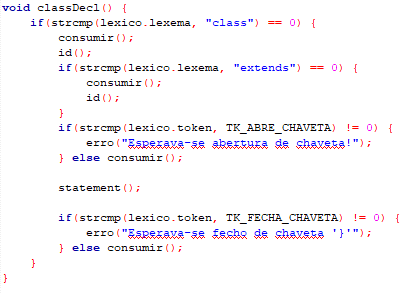 void classDecl() {
    if(strcmp(lexico.lexema, "class") == 0) {
        consumir();
        id();
        if(strcmp(lexico.lexema, "extends") == 0) {
            consumir();
            id();
        }
        if(strcmp(lexico.token, TK_ABRE_CHAVETA) != 0) {
            erro("Esperava-se abertura de chaveta!");
        } else consumir();
        statement();
        if(strcmp(lexico.token, TK_FECHA_CHAVETA) != 0) {
            erro("Esperava-se fecho de chaveta '}'");
        } else consumir();
    }
}